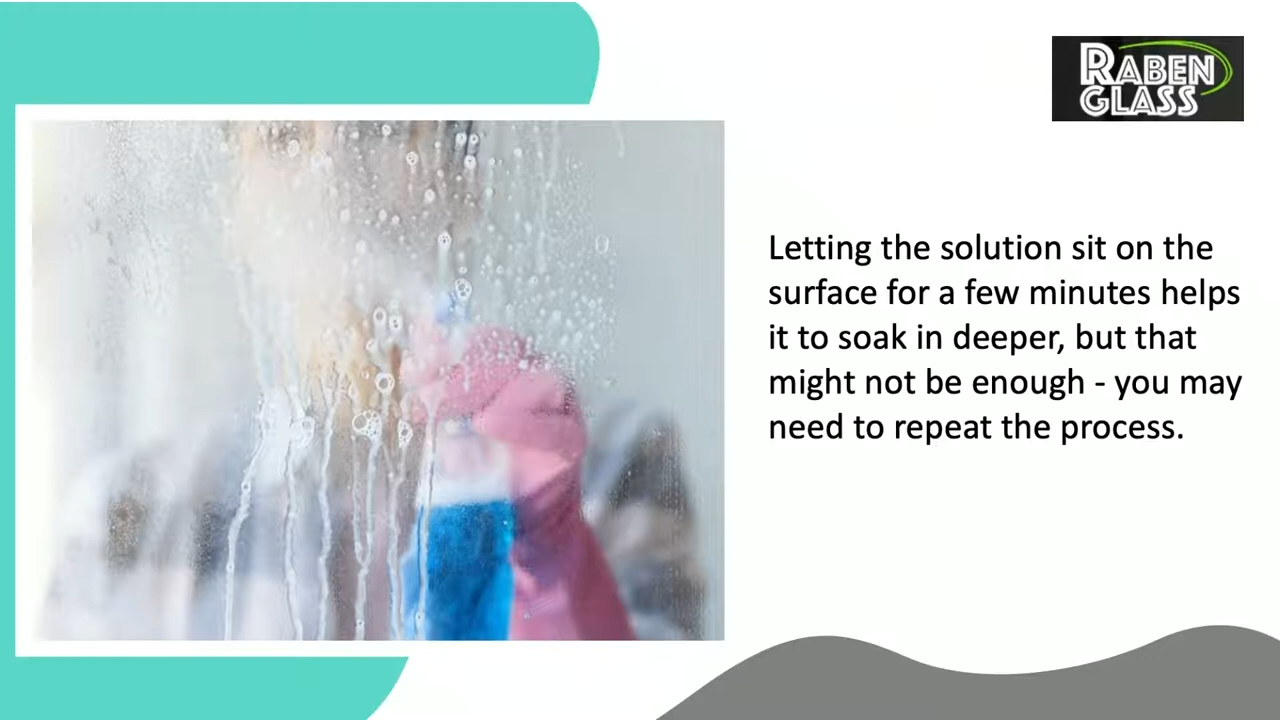 RABEN
GLASS
Letting the solution sit on the
surface for a few minutes helps
it to soak in deeper, but that
might not be enough - you may
need to repeat the process.